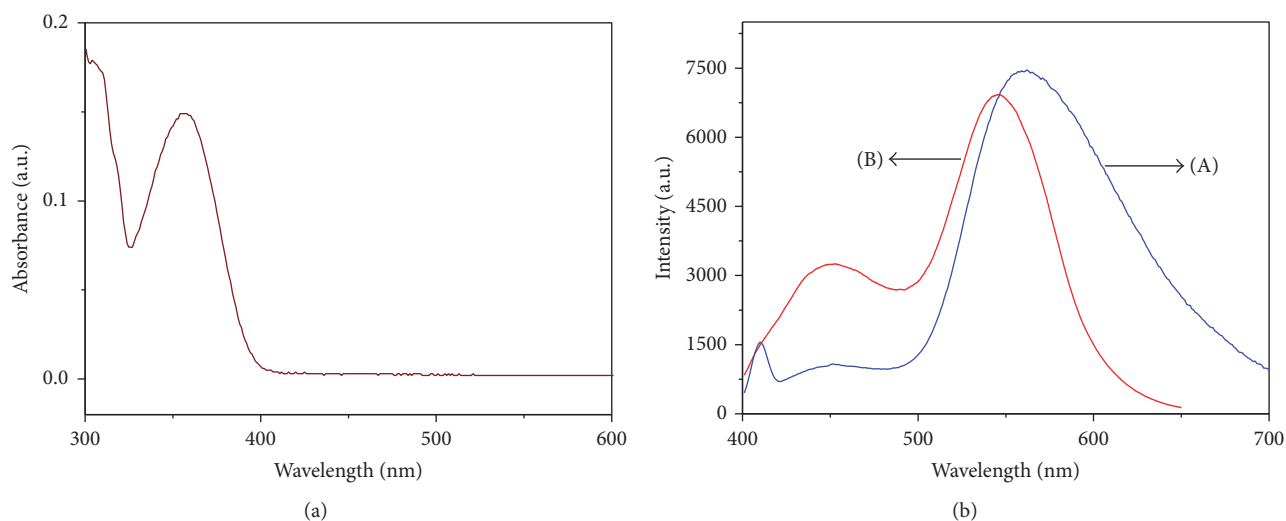 0.2
0.1
0.0
Absorbance (a.u.)
300
400
500
600
Wavelength (nm)
(a)
7500
6000
4500
3000
1500
0
Intensity (a.u.)
(B)
(A)
400
500
600
700
Wavelength (nm)
(b)